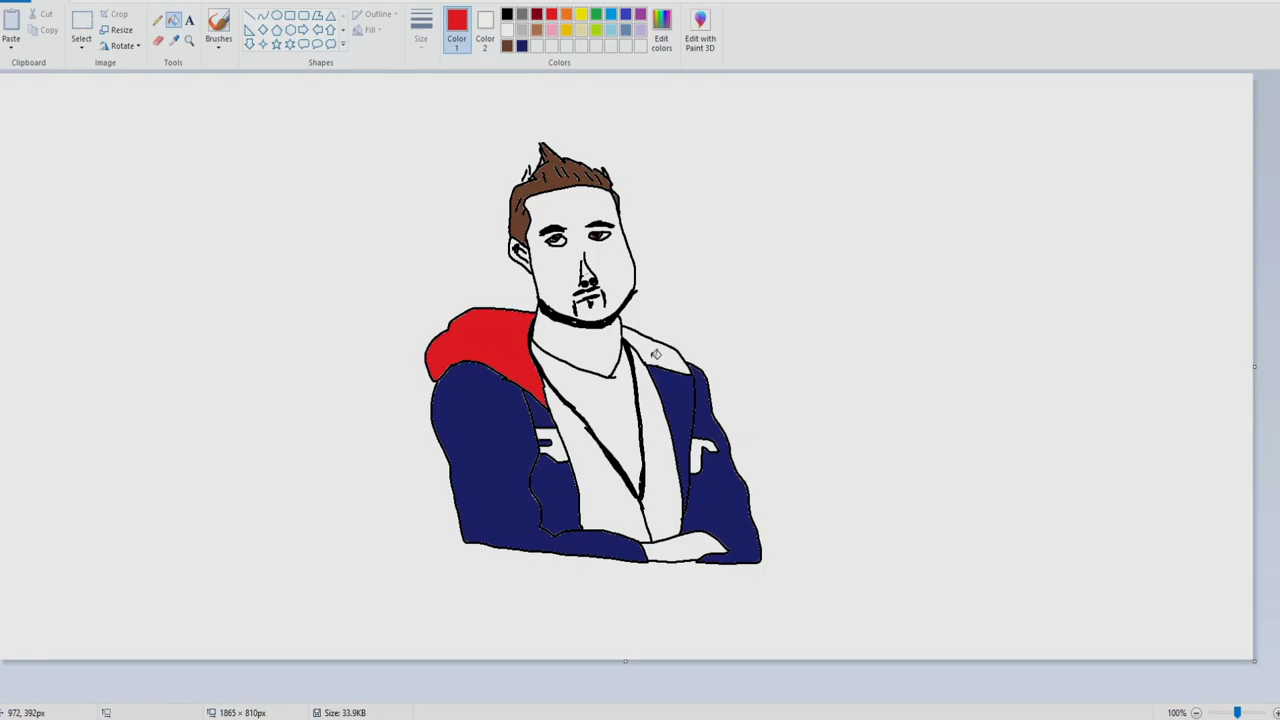 Cut
Copy
Paste
Clipboard
Crop
Resize
Rotate
Select
Image
A
Tools
Brushes
Outline
Fill
Shapes
Size
Color
1
Color
2
Edit
colors
Colors
Edit with
Paint 3D
972, 392px
1865 × 810px
Size: 33.9KB
100%